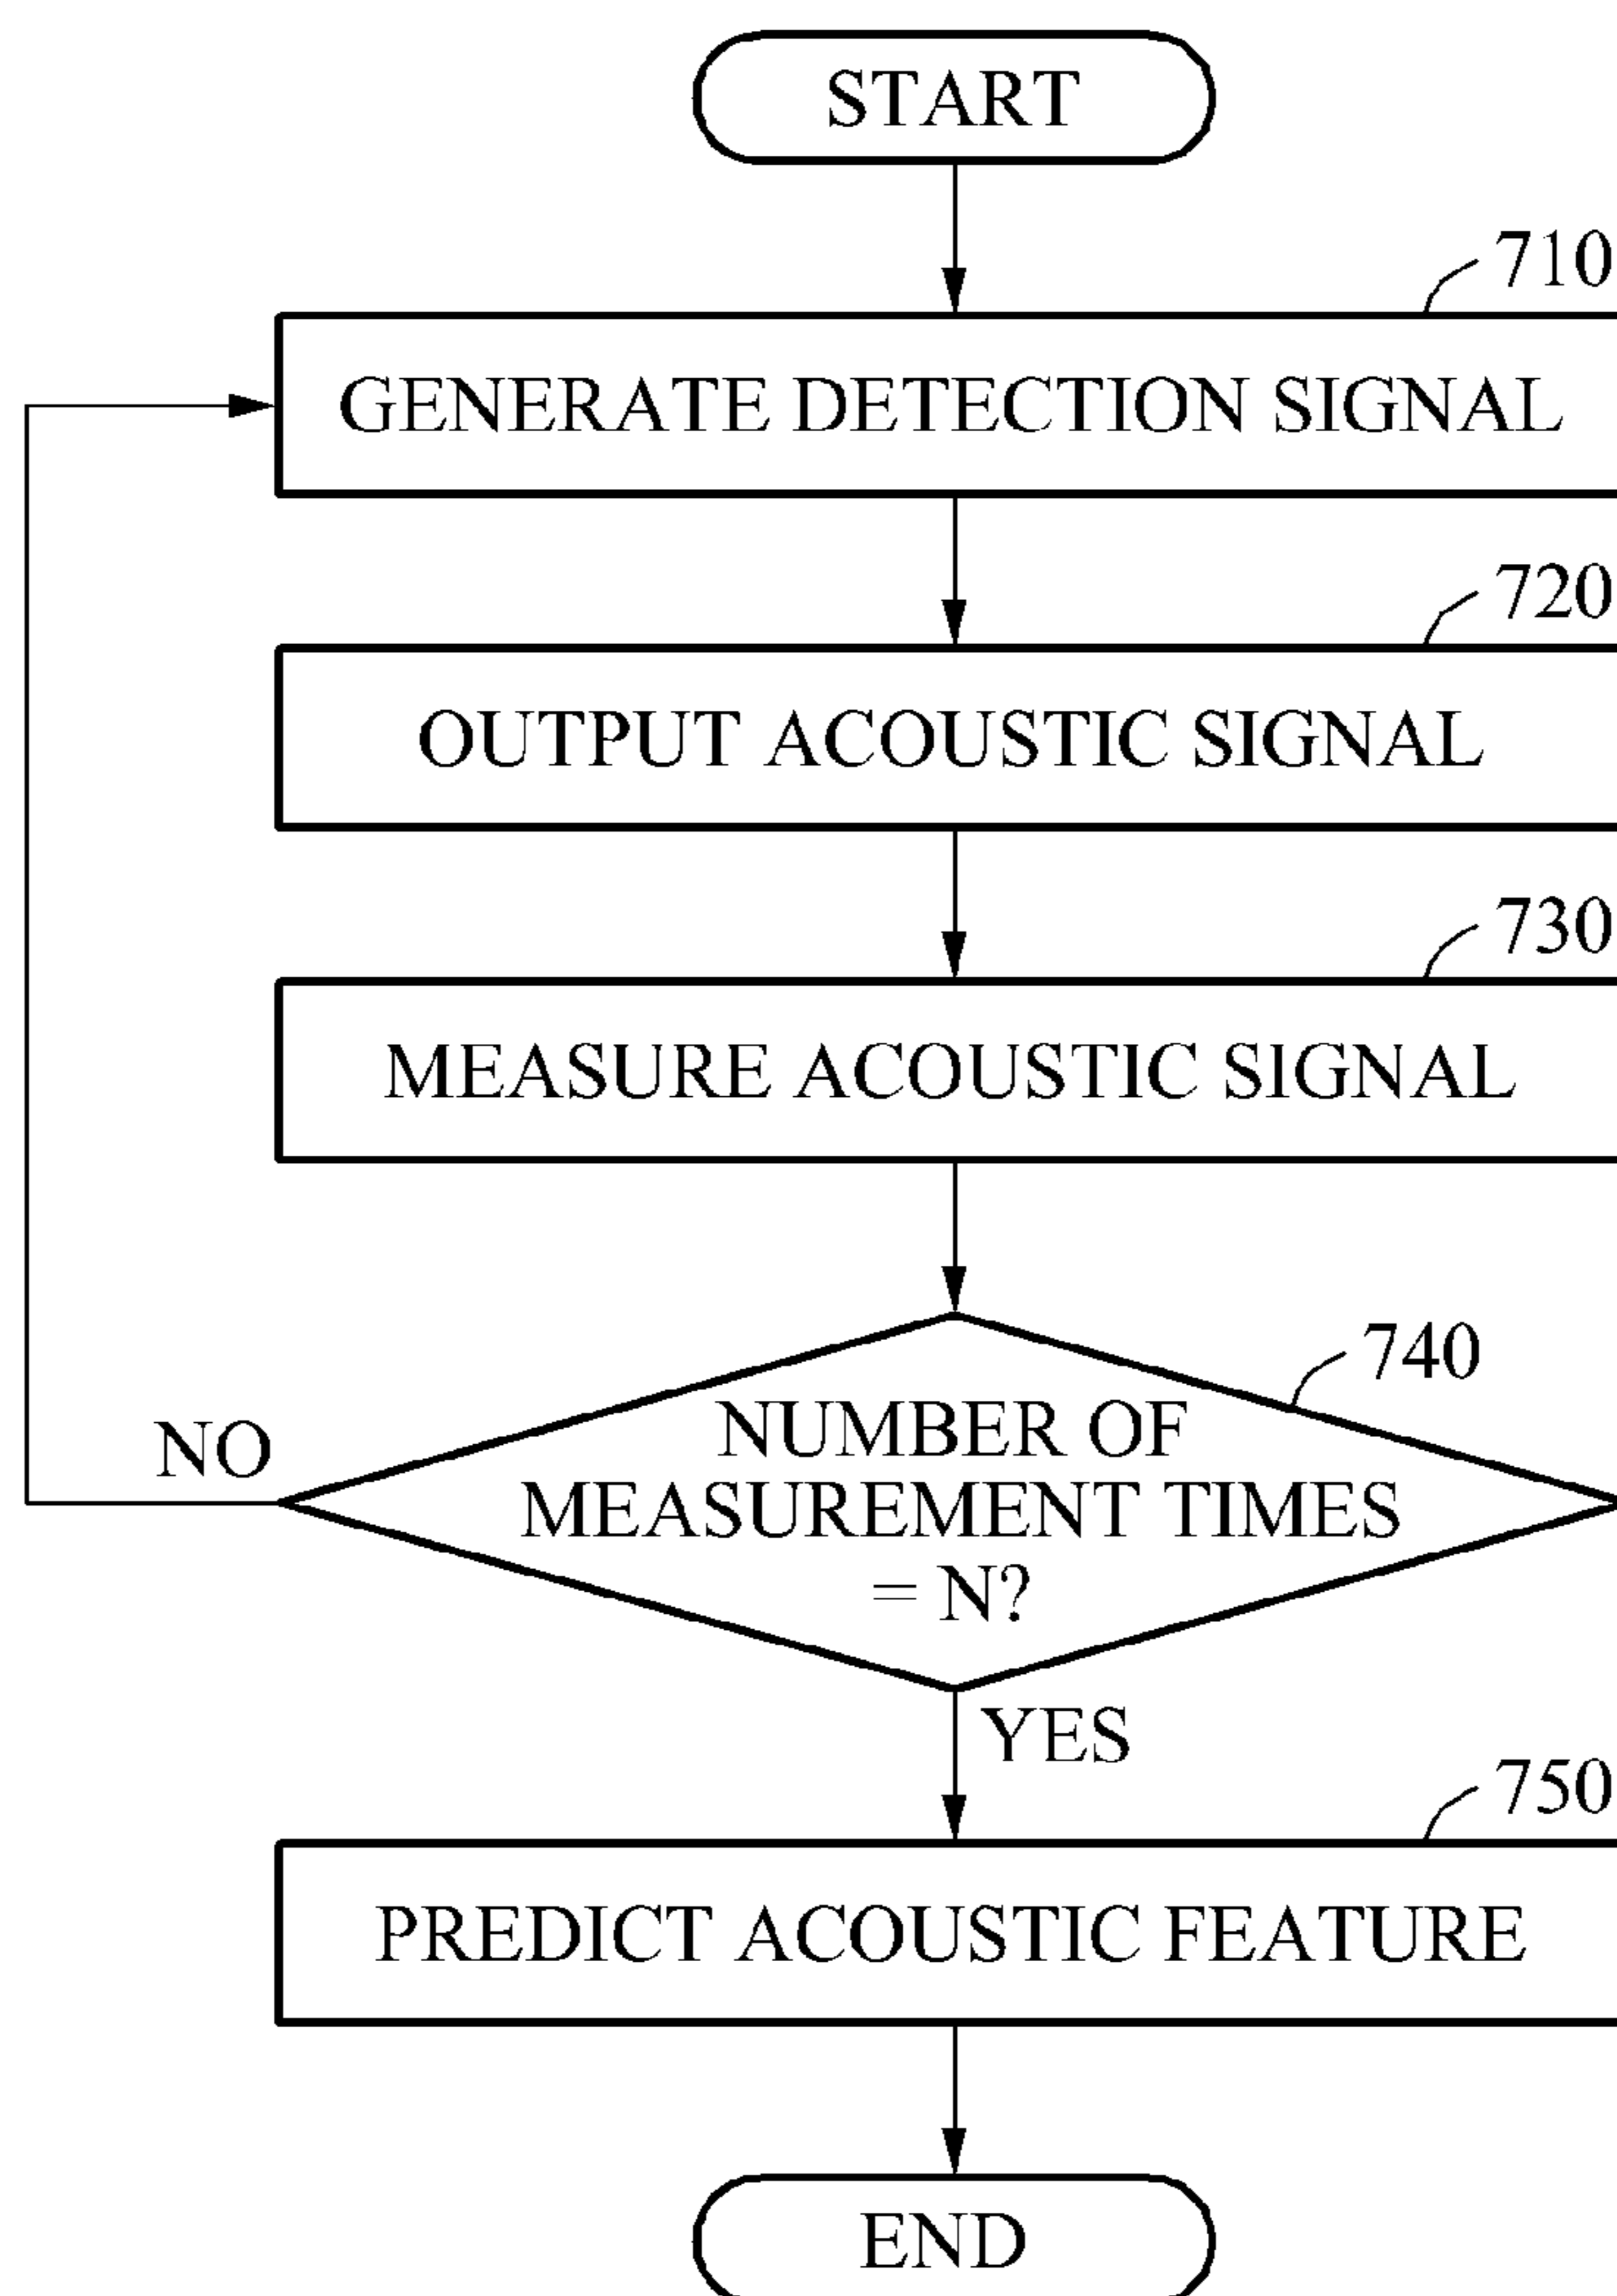 START
710
GENERATE DETECTION SIGNAL
720
OUTPUT ACOUSTIC SIGNAL
730
MEASURE ACOUSTIC SIGNAL
740
NUMBER OF
MEASUREMENT TIMES
= N?
NO
YES
750
PREDICT ACOUSTIC FEATURE
END